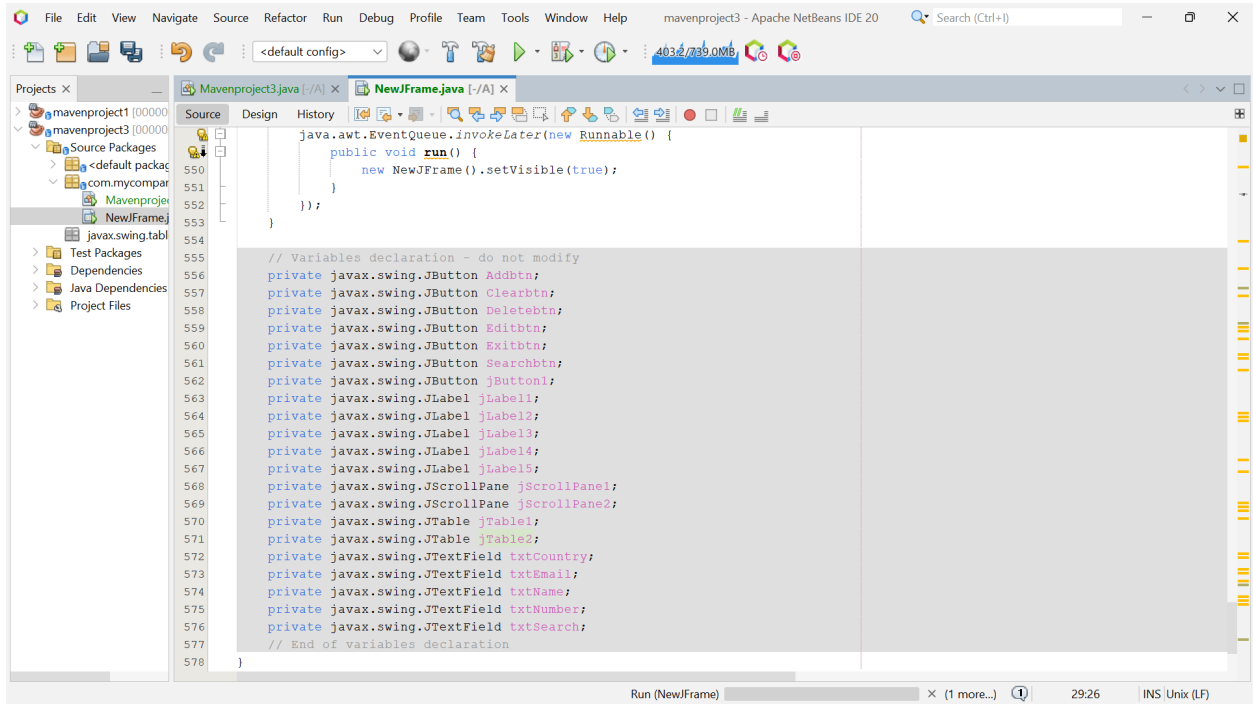 File Edit View Navigate Source Refactor Run Debug Profile Team Tools Window Help mavenproject3 - Apache NetBeans IDE 20 Search (Ctrl+I)
<default config> 403.2/739.0MB
Projects
Mavenproject3.java [-/A] NewJFrame.java [-/A]
Source Design History
mavenproject1 [00000
mavenproject3 [00000
Source Packages
<default packag
com.mycompar
Mavenproje
NewJFrame.j
javax.swing.tabl
Test Packages
Dependencies
Java Dependencies
Project Files
java.awt.EventQueue.invokeLater(new Runnable() {
public void run() {
550 new NewJFrame().setVisible(true);
551 }
552 });
553 }
554
555 // Variables declaration - do not modify
556 private javax.swing.JButton Addbtn;
557 private javax.swing.JButton Clearbtn;
558 private javax.swing.JButton Deletebtn;
559 private javax.swing.JButton Editbtn;
560 private javax.swing.JButton Exitbtn;
561 private javax.swing.JButton Searchbtn;
562 private javax.swing.JButton jButton1;
563 private javax.swing.JLabel jLabel1;
564 private javax.swing.JLabel jLabel2;
565 private javax.swing.JLabel jLabel3;
566 private javax.swing.JLabel jLabel4;
567 private javax.swing.JLabel jLabel5;
568 private javax.swing.JScrollPane jScrollPane1;
569 private javax.swing.JScrollPane jScrollPane2;
570 private javax.swing.JTable jTable1;
571 private javax.swing.JTable jTable2;
572 private javax.swing.JTextField txtCountry;
573 private javax.swing.JTextField txtEmail;
574 private javax.swing.JTextField txtName;
575 private javax.swing.JTextField txtNumber;
576 private javax.swing.JTextField txtSearch;
577 // End of variables declaration
578 }
Run (NewJFrame) (1 more...) 1 29:26 INS Unix (LF)